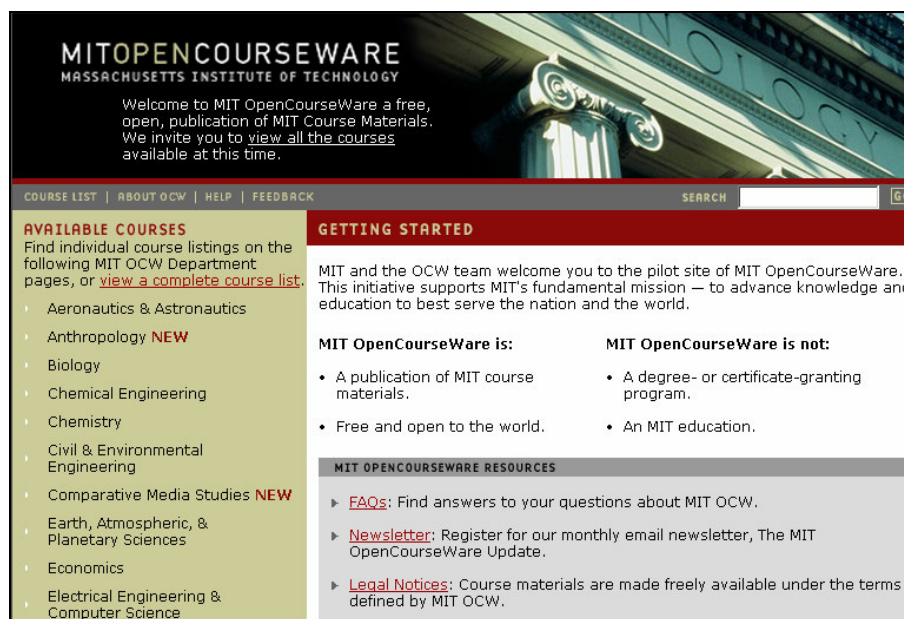 MITOPENCOURSEWARE
MASSACHUSETTS INSTITUTE OF TECHNOLOGY
Welcome to MIT OpenCourseWare a free,
open, publication of MIT Course Materials.
We invite you to view all the courses
available at this time.
NOLOGY
COURSE LIST | ABOUT OCW | HELP | FEEDBACK
SEARCH
AVAILABLE COURSES
Find individual course listings on the
following MIT OCW Department
pages, or view a complete course list.
Aeronautics & Astronautics
Anthropology NEW
Biology
Chemical Engineering
Chemistry
Civil & Environmental
Engineering
Comparative Media Studies NEW
Earth, Atmospheric, &
Planetary Sciences
Economics
Electrical Engineering &
Computer Science
GETTING STARTED
MIT and the OCW team welcome you to the pilot site of MIT OpenCourseWare.
This initiative supports MIT's fundamental mission — to advance knowledge and
education to best serve the nation and the world.
MIT OpenCourseWare is:
• A publication of MIT course
materials.
• Free and open to the world.
MIT OpenCourseWare is not:
• A degree- or certificate-granting
program.
• An MIT education.
MIT OPENCOURSEWARE RESOURCES
FAQs: Find answers to your questions about MIT OCW.
Newsletter: Register for our monthly email newsletter, The MIT
OpenCourseWare Update.
Legal Notices: Course materials are made freely available under the terms
defined by MIT OCW.